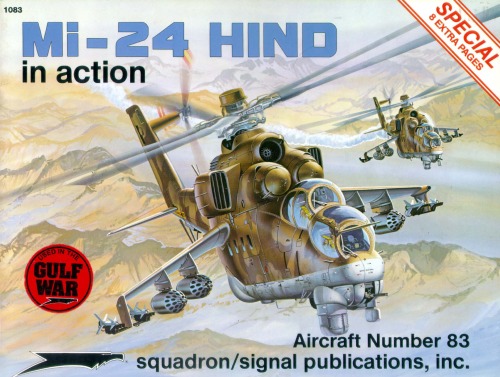 1083
Mi-24 HIND
in action
SPECIAL
8 EXTRA PAGES
USED IN THE
GULF
WAR
Aircraft Number 83
squadron/signal publications, inc.